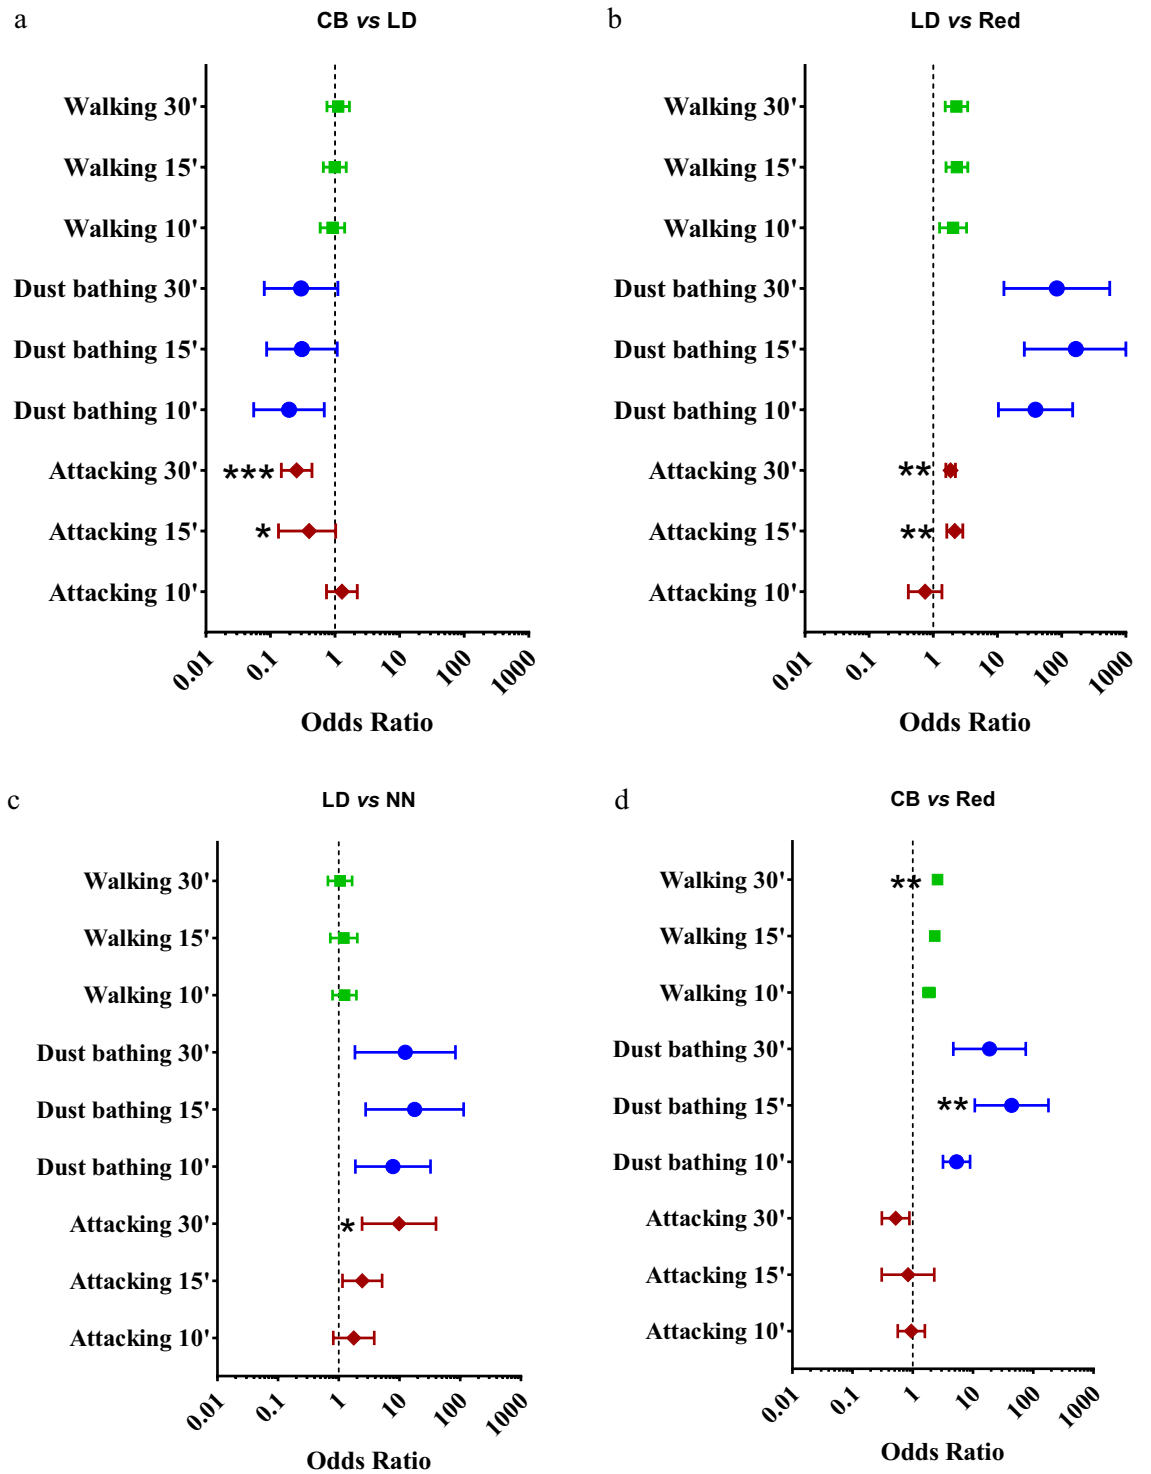 a
CB vs LD
Walking 30'
Walking 15'
Walking 10'
Dust bathing 30'
Dust bathing 15'
Dust bathing 10'
*** Attacking 30'
* Attacking 15'
Attacking 10'
0.01 0.1 1 10 100 1000
Odds Ratio
b
LD vs Red
Walking 30'
Walking 15'
Walking 10'
Dust bathing 30'
Dust bathing 15'
Dust bathing 10'
Attacking 30' **
Attacking 15' **
Attacking 10'
0.01 0.1 1 10 100 1000
Odds Ratio
c
LD vs NN
Walking 30'
Walking 15'
Walking 10'
Dust bathing 30'
Dust bathing 15'
Dust bathing 10'
Attacking 30' *
Attacking 15'
Attacking 10'
0.01 0.1 1 10 100 1000
Odds Ratio
d
CB vs Red
Walking 30' **
Walking 15'
Walking 10'
Dust bathing 30'
Dust bathing 15' **
Dust bathing 10'
Attacking 30'
Attacking 15'
Attacking 10'
0.01 0.1 1 10 100 1000
Odds Ratio